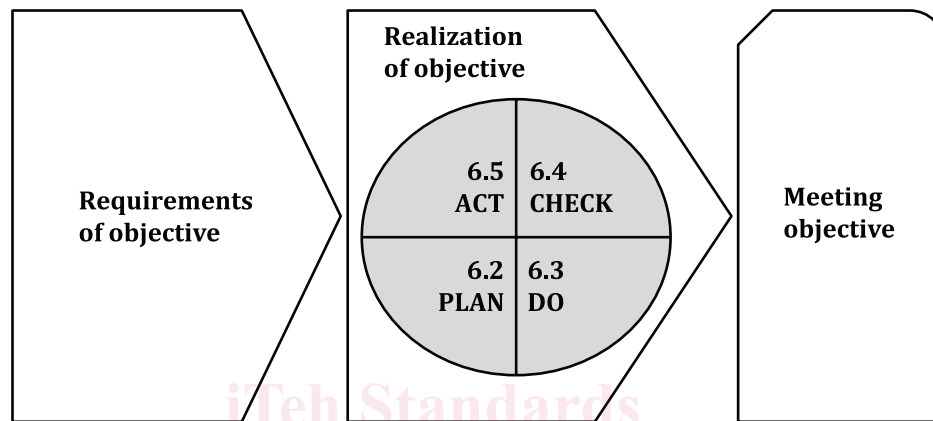 Requirements
of objective
Realization
of objective
6.5
ACT
6.4
CHECK
6.2
PLAN
6.3
DO
Meeting
objective
iTeh Standards